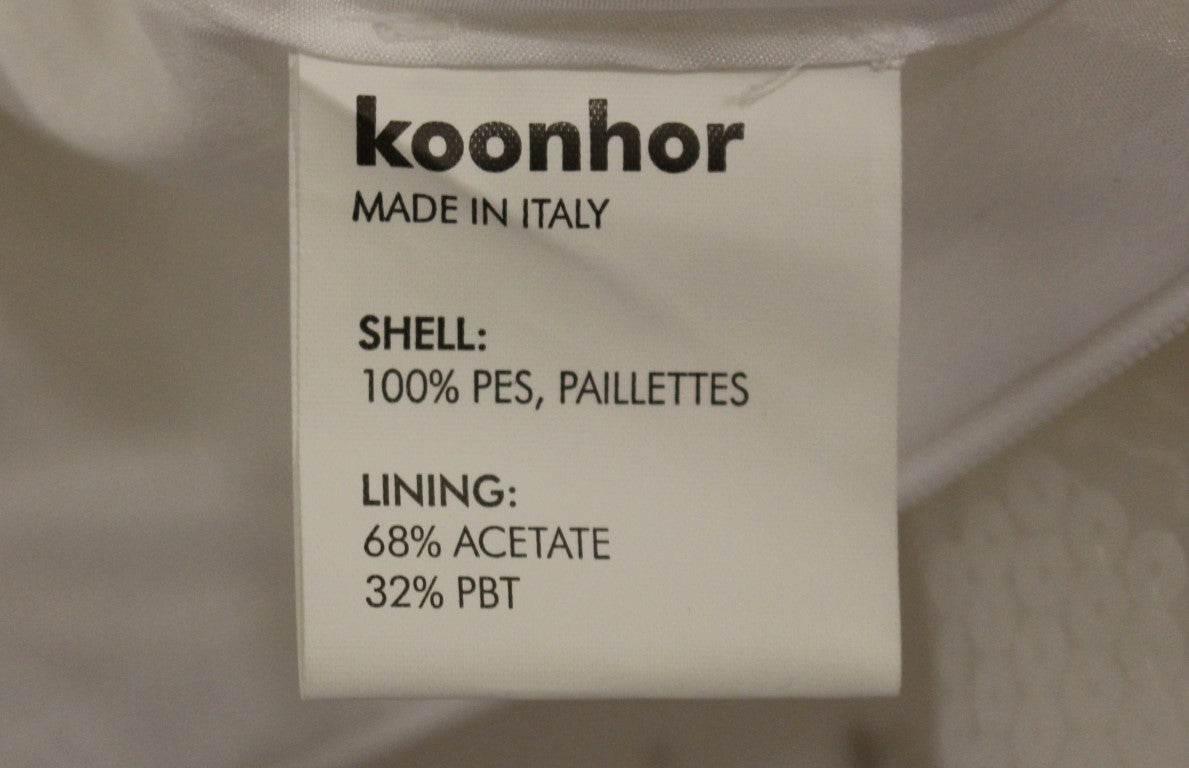 koonhor
MADE IN ITALY
SHELL:
100% PES, PAILLETTES
LINING:
68% ACETATE
32% PBT